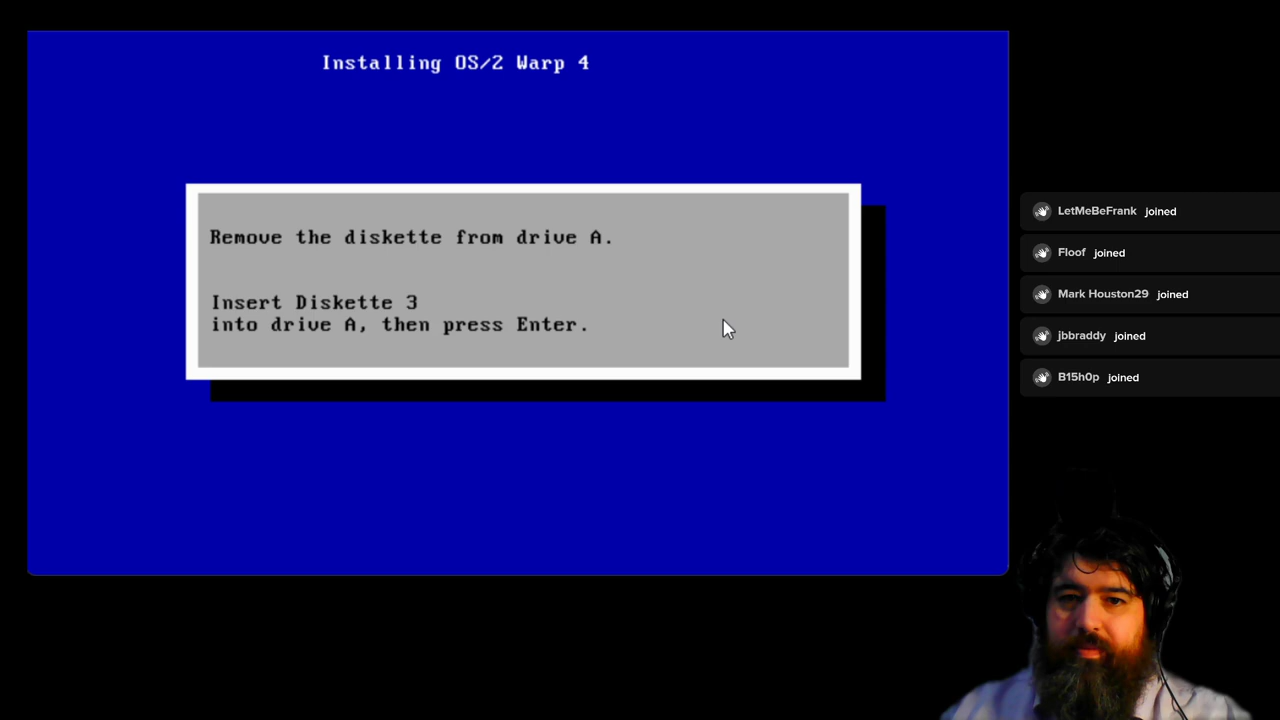 Installing OS/2 Warp 4
Remove the diskette from drive A.
Insert Diskette 3
into drive A, then press Enter.
LetMeBeFrank joined
Floof joined
Mark Houston29 joined
jbbraddy joined
B15h0p joined